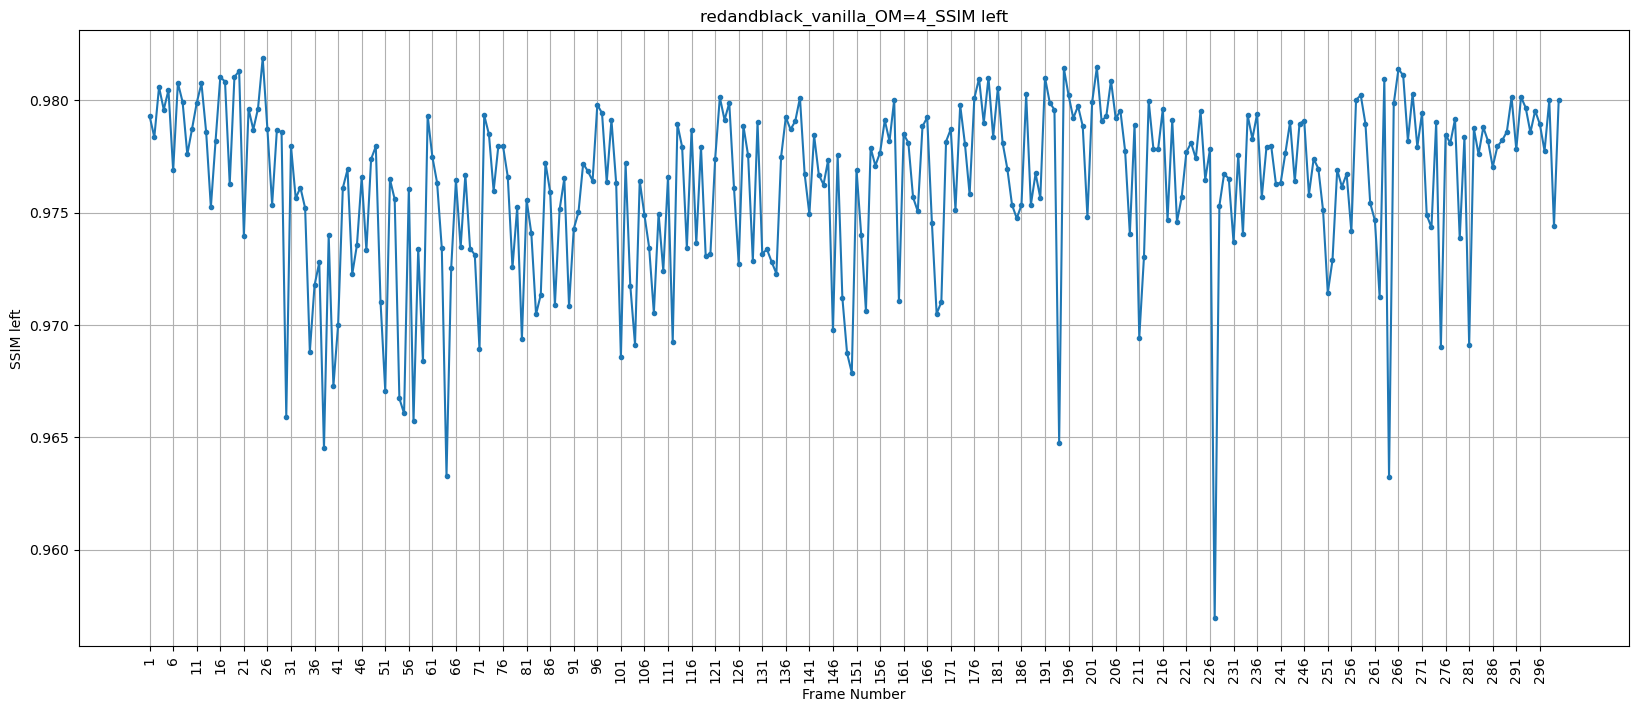 redandblack_vanilla_OM=4_SSIM left
SSIM left
0.980
0.975
0.970
0.965
0.960
1 6 11 16 21 26 31 36 41 46 51 56 61 66 71 76 81 86 91 96 101 106 111 116 121 126 131 136 141 146 151 156 161 166 171 176 181 186 191 196 201 206 211 216 221 226 231 236 241 246 251 256 261 266 271 276 281 286 291 296
Frame Number